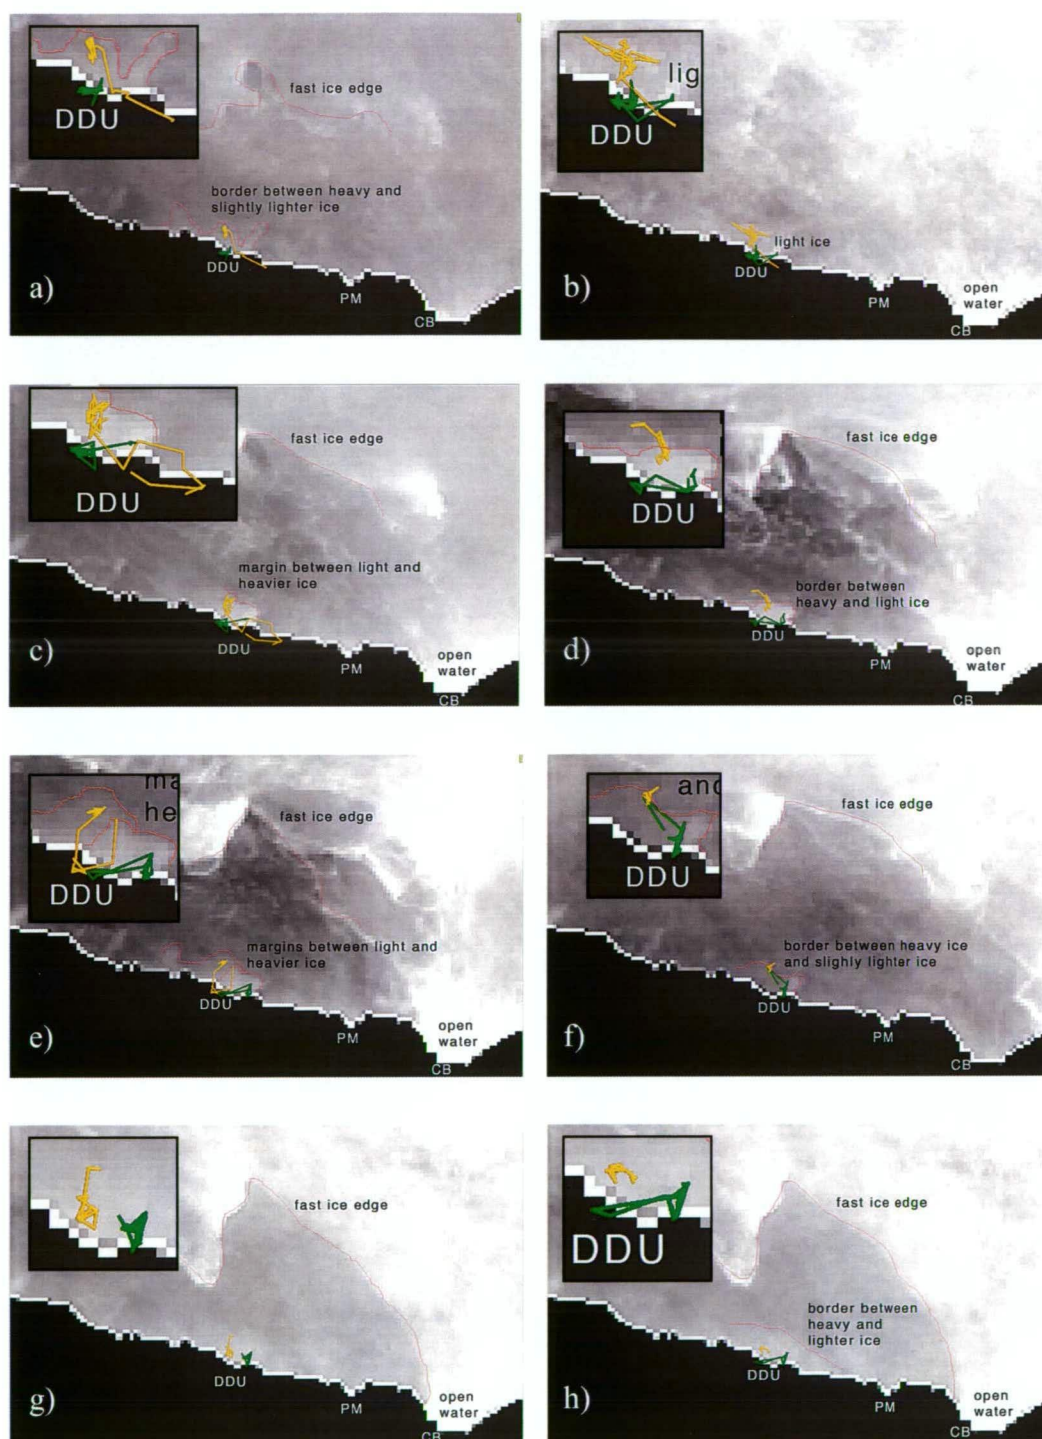 DDU
fast ice edge
border between heavy and
slightly lighter ice
DDU
a)
PM
CB
lig
DDU
light ice
DDU
b)
PM
open
water
CB
DDU
fast ice edge
margin between light and
heavier ice
DDU
c)
PM
open
water
CB
DDU
fast ice edge
border between
heavy and light ice
DDU
d)
PM
open
water
CB
ma
he
DDU
fast ice edge
margins between light and
heavier ice
DDU
e)
PM
open
water
CB
and
DDU
fast ice edge
border between heavy ice
and slighly lighter ice
DDU
f)
PM
CB
fast ice edge
DDU
g)
PM
open
water
CB
DDU
fast ice edge
border between
heavy and
lighter ice
DDU
h)
PM
open
water
CB